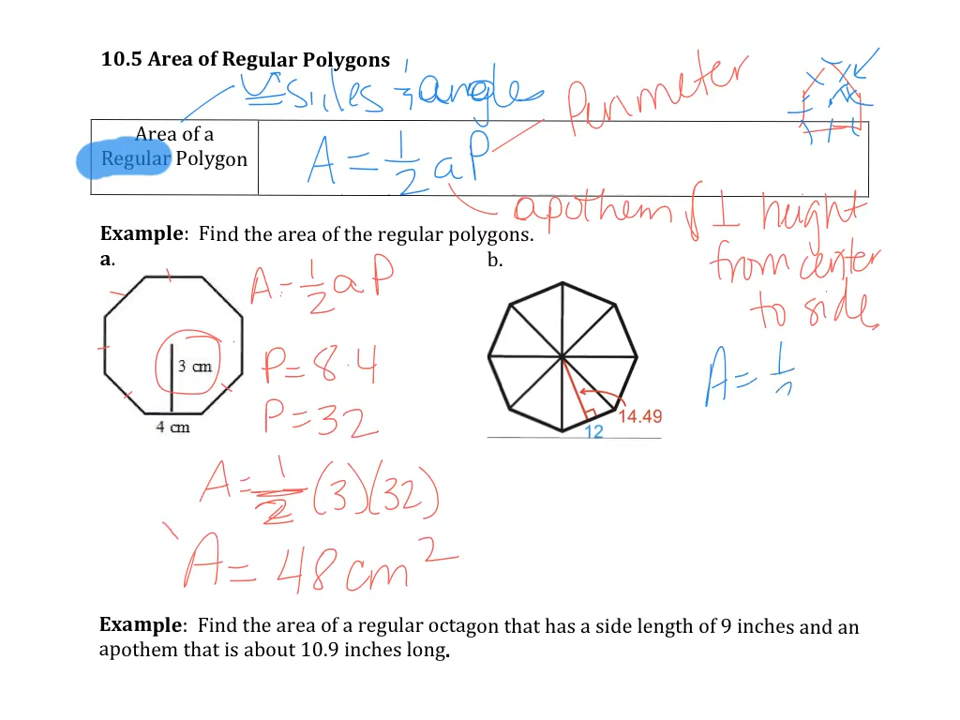 10.5 Area of Regular Polygons
≅ sides & angle
Perimeter
Area of a
Regular Polygon
A = 1/2 a P
apothem { ⊥ height
from center
to side
Example: Find the area of the regular polygons.
a.
b.
A = 1/2 a P
3 cm
4 cm
P = 8·4
P = 32
A = 1/2 (3)(32)
A = 48 cm²
14.49
12
A = 1/2
Example: Find the area of a regular octagon that has a side length of 9 inches and an
apothem that is about 10.9 inches long.